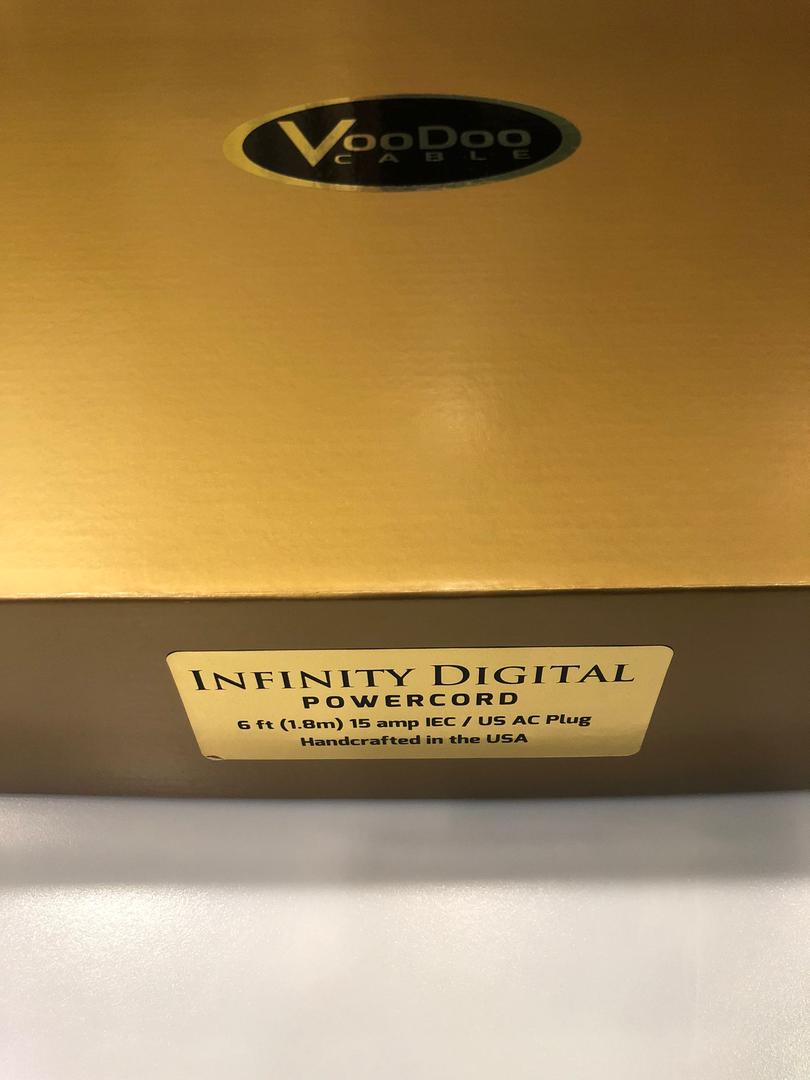 VooDoo
CABLE
INFINITY DIGITAL
POWERCORD
6 ft (1.8m) 15 amp IEC / US AC Plug
Handcrafted in the USA